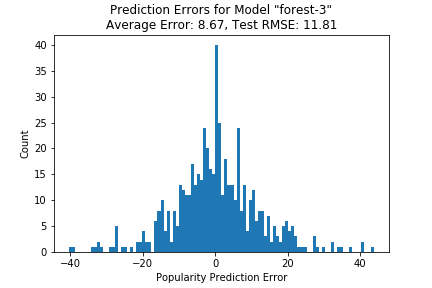 Prediction Errors for Model "forest-3"
Average Error: 8.67, Test RMSE: 11.81
40
35
30
25
20
15
10
5
0
Count
−40 −20 0 20 40
Popularity Prediction Error